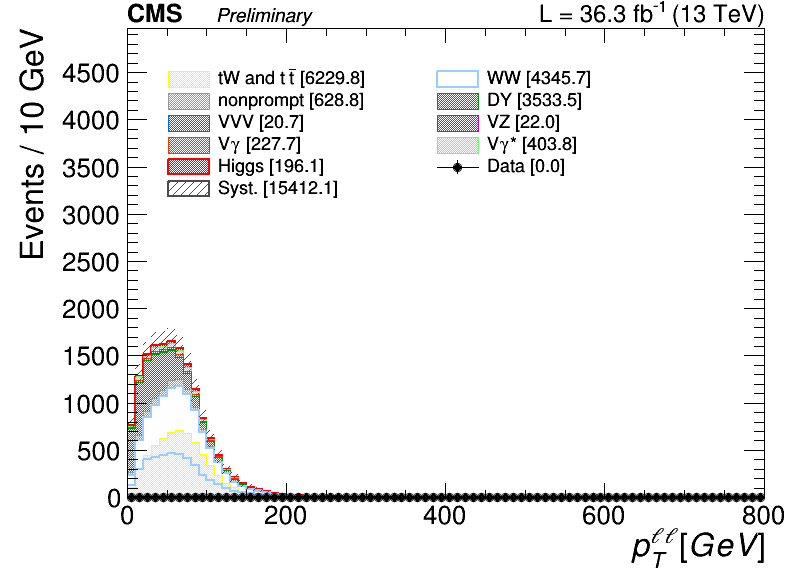 CMS Preliminary L = 36.3 fb⁻¹ (13 TeV)
Events / 10 GeV
4500
4000
3500
3000
2500
2000
1500
1000
500
0
tW and t t̅ [6229.8]
nonprompt [628.8]
VVV [20.7]
Vγ [227.7]
Higgs [196.1]
Syst. [15412.1]
WW [4345.7]
DY [3533.5]
VZ [22.0]
Vγ* [403.8]
Data [0.0]
0 200 400 600 800
p_T^{ℓℓ} [GeV]